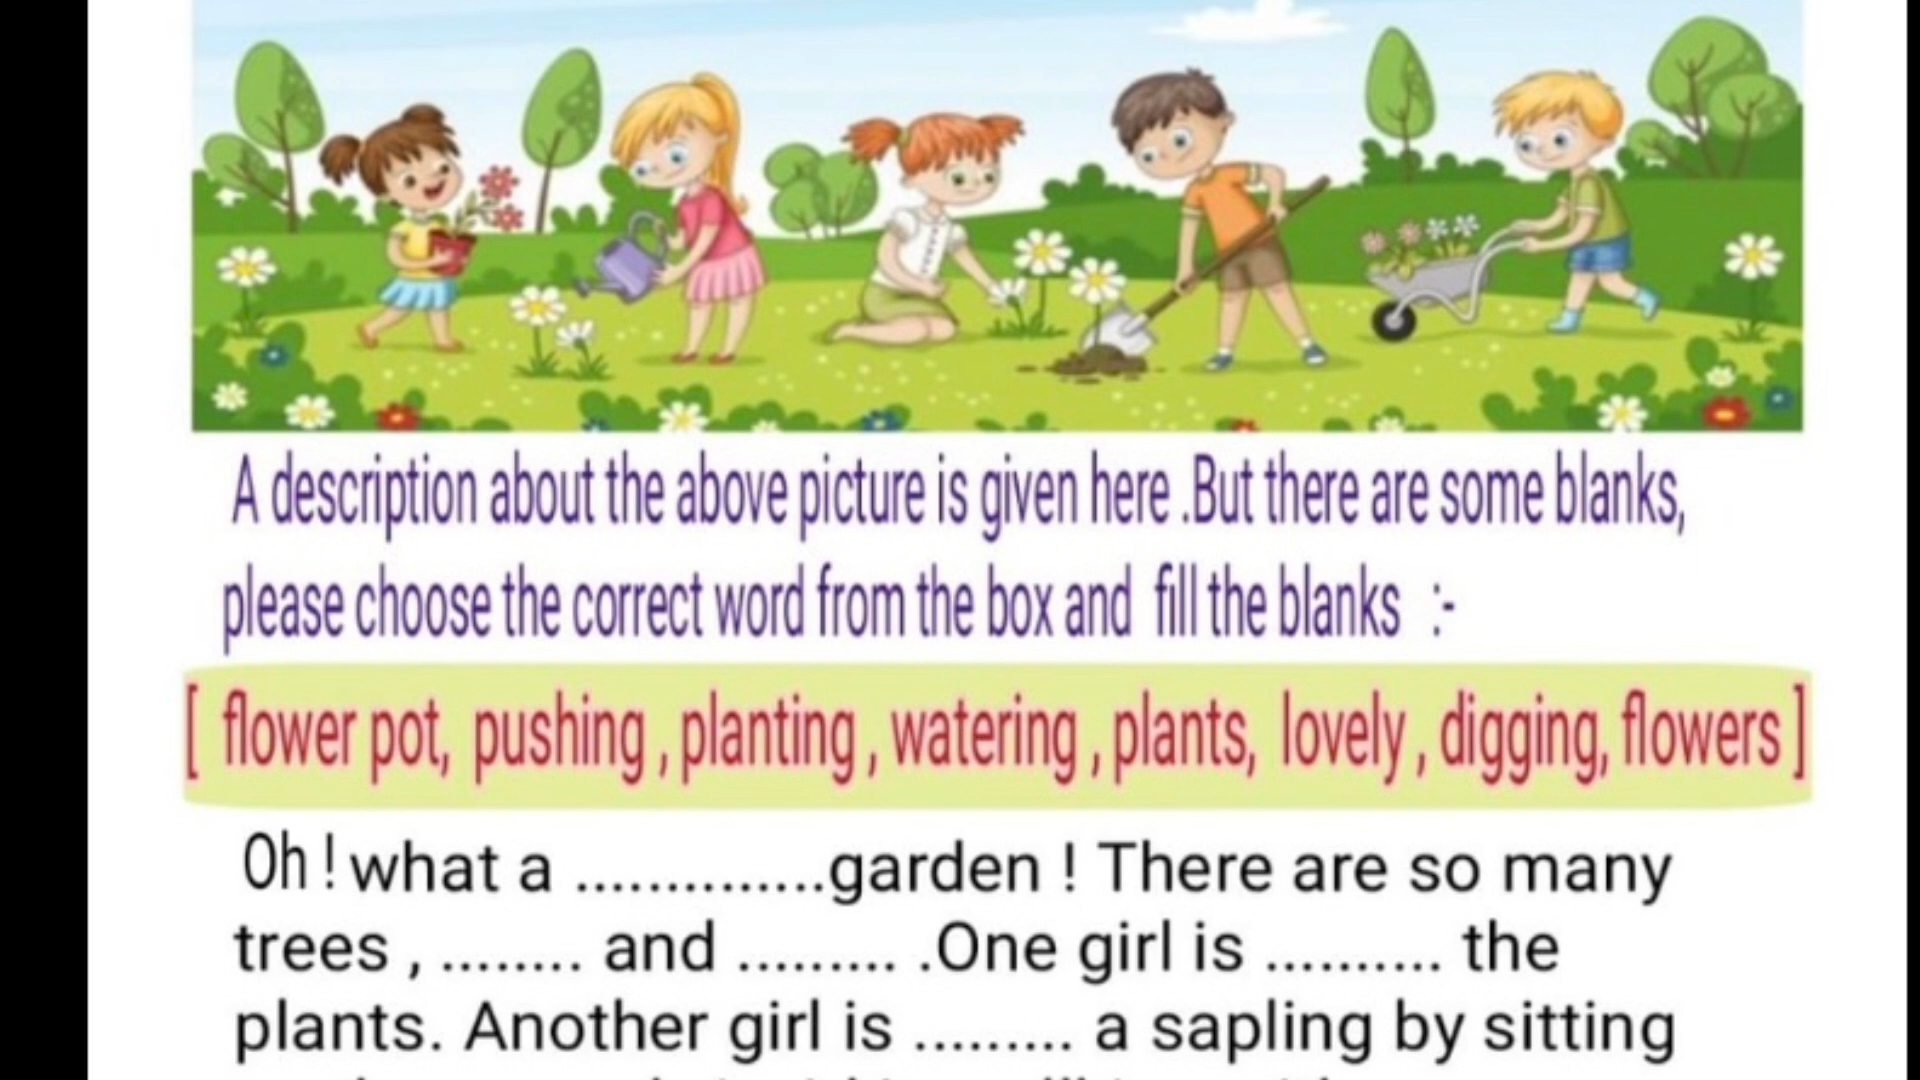 A description about the above picture is given here .But there are some blanks,
please choose the correct word from the box and fill the blanks :-
[ flower pot, pushing , planting , watering , plants, lovely , digging, flowers ]
Oh ! what a ..............garden ! There are so many
trees , ........ and ......... .One girl is .......... the
plants. Another girl is ......... a sapling by sitting